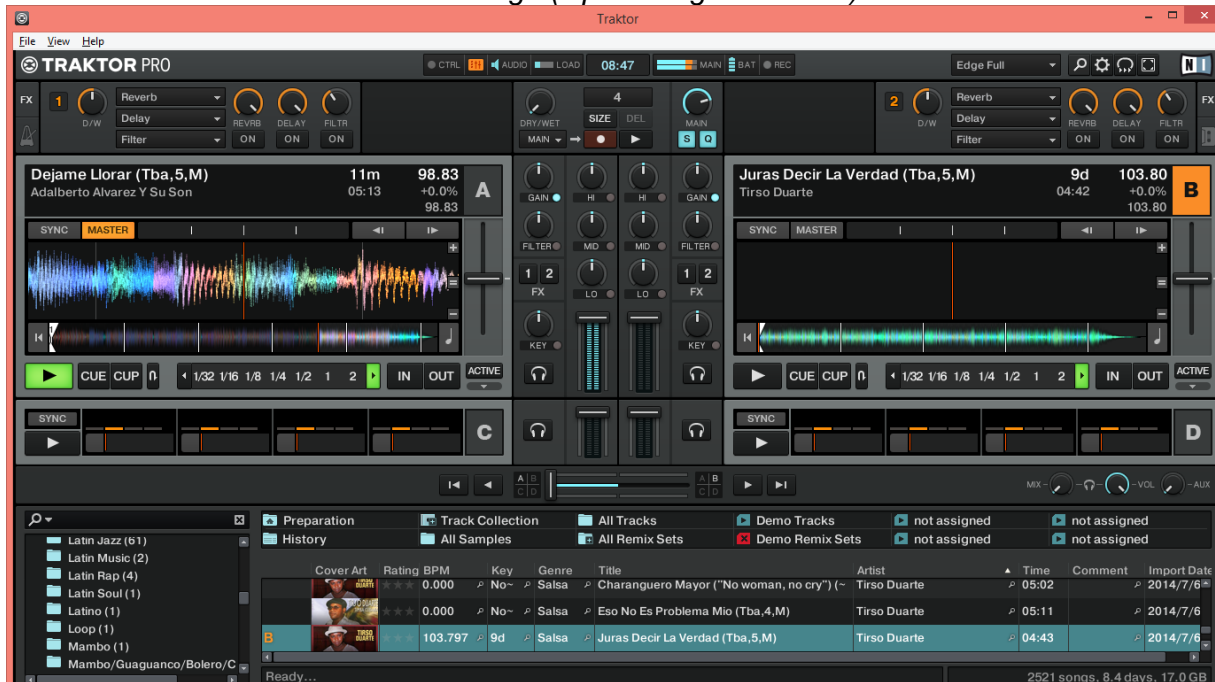 Traktor
File View Help
TRAKTOR PRO
CTRL AUDIO LOAD 08:47 MAIN BAT REC Edge Full NI
FX 1 Reverb 4 2 Reverb FX
D/W Delay REVRB DELAY FILTR DRY/WET SIZE DEL MAIN D/W Delay REVRB DELAY FILTR
Filter ON ON ON MAIN S Q Filter ON ON ON
Dejame Llorar (Tba,5,M) 11m 98.83 A
Adalberto Alvarez Y Su Son 05:13 +0.0%
98.83
GAIN HI HI GAIN
Juras Decir La Verdad (Tba,5,M) 9d 103.80 B
Tirso Duarte 04:42 +0.0%
103.80
SYNC MASTER FILTER MID MID FILTER SYNC MASTER
1 2 1 2
FX LO LO FX
KEY KEY
CUE CUP 1/32 1/16 1/8 1/4 1/2 1 2 IN OUT ACTIVE
CUE CUP 1/32 1/16 1/8 1/4 1/2 1 2 IN OUT ACTIVE
SYNC C SYNC D
A B A B
C D C D
MIX VOL AUX
Preparation Track Collection All Tracks Demo Tracks not assigned not assigned
History All Samples All Remix Sets Demo Remix Sets not assigned not assigned
Latin Jazz (61)
Latin Music (2)
Latin Rap (4)
Latin Soul (1)
Latino (1)
Loop (1)
Mambo (1)
Mambo/Guaguanco/Bolero/C
Cover Art Rating BPM Key Genre Title Artist Time Comment Import Date
0.000 No~ Salsa Charanguero Mayor ("No woman, no cry") (~ Tirso Duarte 05:02 2014/7/6
0.000 No~ Salsa Eso No Es Problema Mio (Tba,4,M) Tirso Duarte 05:11 2014/7/6
B 103.797 9d Salsa Juras Decir La Verdad (Tba,5,M) Tirso Duarte 04:43 2014/7/6
Ready... 2521 songs, 8.4 days, 17.0 GB